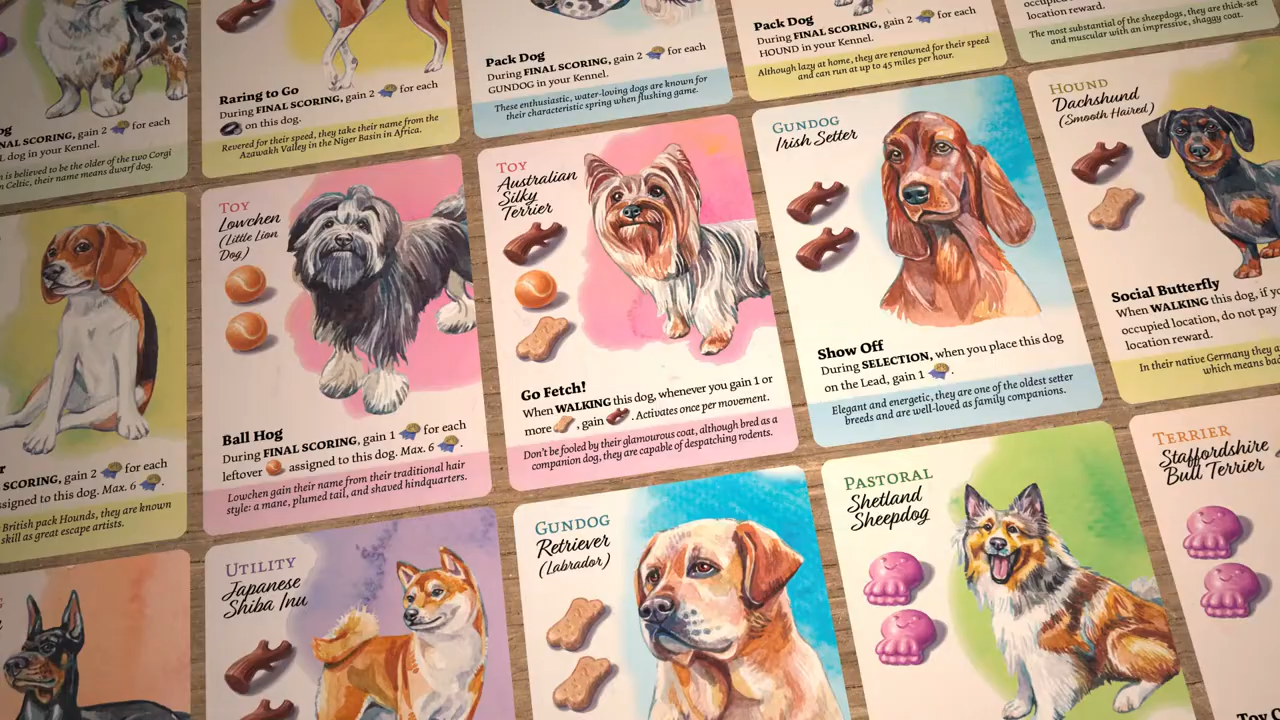 SCORING, gain 2 for each
dog in your Kennel.
is believed to be the older of the two Corgi
Celtic, their name means dwarf dog.
Raring to Go
During FINAL SCORING, gain 2 for each
on this dog.
Revered for their speed, they take their name from the
Azawakh Valley in the Niger Basin in Africa.
Pack Dog
During FINAL SCORING, gain 2 for each
GUNDOG in your Kennel.
These enthusiastic, water-loving dogs are known for
their characteristic spring when flushing game.
Pack Dog
During FINAL SCORING, gain 2 for each
HOUND in your Kennel.
Although lazy at home, they are renowned for their speed
and can run at up to 45 miles per hour.
location reward.
The most substantial of the sheepdogs, they are thick-set
and muscular with an impressive, shaggy coat.
SCORING, gain 2 for each
assigned to this dog. Max. 6
British pack Hounds, they are known
skill as great escape artists.
TOY
Lowchen
(Little Lion
Dog)
Ball Hog
During FINAL SCORING, gain 1 for each
leftover assigned to this dog. Max. 6
Lowchen gain their name from their traditional hair
style: a mane, plumed tail, and shaved hindquarters.
TOY
Australian
Silky
Terrier
Go Fetch!
When WALKING this dog, whenever you gain 1 or
more , gain . Activates once per movement.
Don't be fooled by their glamourous coat, although bred as a
companion dog, they are capable of despatching rodents.
GUNDOG
Irish Setter
Show Off
During SELECTION, when you place this dog
on the Lead, gain 1 .
Elegant and energetic, they are one of the oldest setter
breeds and are well-loved as family companions.
HOUND
Dachshund
(Smooth Haired)
Social Butterfly
When WALKING this dog, if you
occupied location, do not pay
location reward.
In their native Germany they a
which means bad
UTILITY
Japanese
Shiba Inu
GUNDOG
Retriever
(Labrador)
PASTORAL
Shetland
Sheepdog
TERRIER
Staffordshire
Bull Terrier